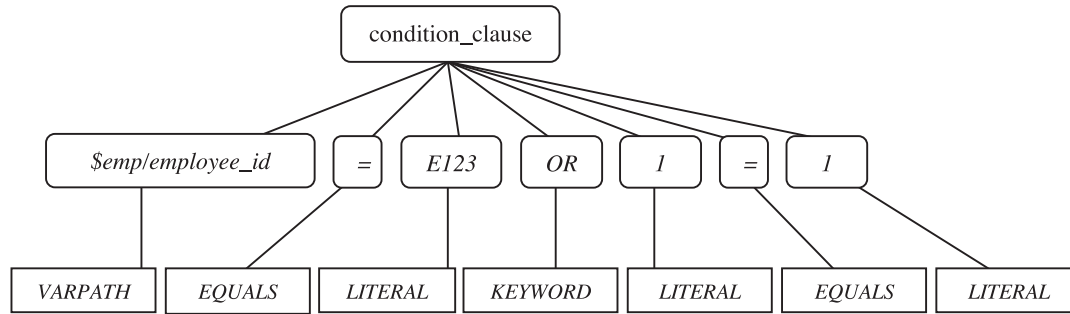 condition_clause
$emp/employee_id = E123 OR 1 = 1
VARPATH EQUALS LITERAL KEYWORD LITERAL EQUALS LITERAL